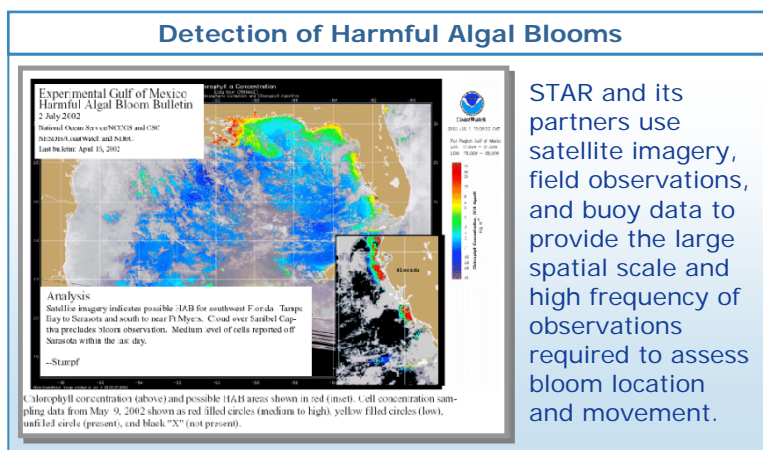 Detection of Harmful Algal Blooms
Experimental Gulf of Mexico
Harmful Algal Bloom Bulletin
2 July 2002
National Ocean Service/NCCOS and CSC
NESDIS/CoastWatch and NCDDC
Last bulletin: April 15, 2002
Chlorophyll a Concentration
CoastWatch
Florida
Analysis
Satellite imagery indicates possible HAB for southwest Florida Tampa
Bay to Sarasota and south to near Ft Myers. Cloud over Sanibel Cap-
tiva precludes bloom observation. Medium level of cells reported off
Sarasota within the last day.
--Stumpf
Chlorophyll concentration (above) and possible HAB areas shown in red (inset). Cell concentration sam-
pling data from May 9, 2002 shown as red filled circles (medium to high), yellow filled circles (low),
unfilled circle (present), and black "X" (not present).
STAR and its
partners use
satellite imagery,
field observations,
and buoy data to
provide the large
spatial scale and
high frequency of
observations
required to assess
bloom location
and movement.